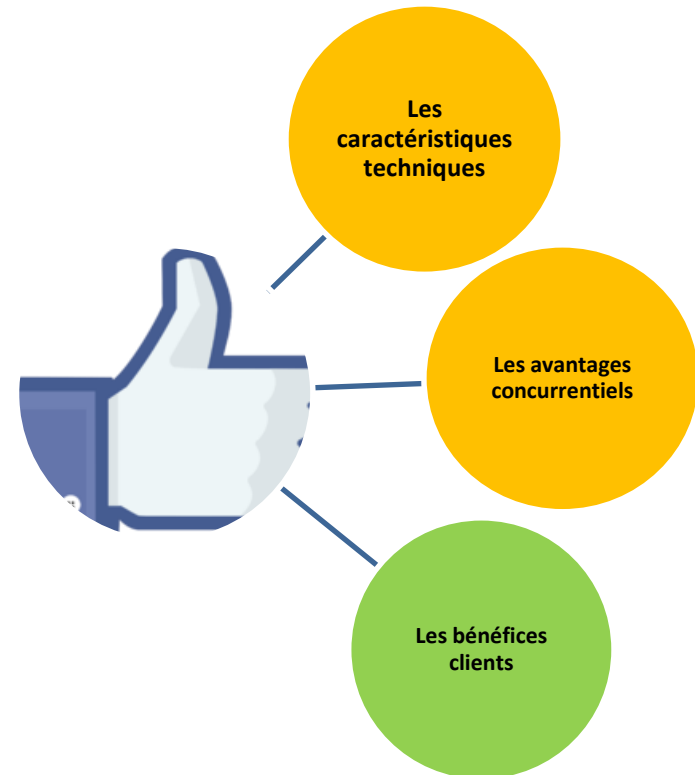 Les
caractéristiques
techniques
Les avantages
concurrentiels
Les bénéfices
clients